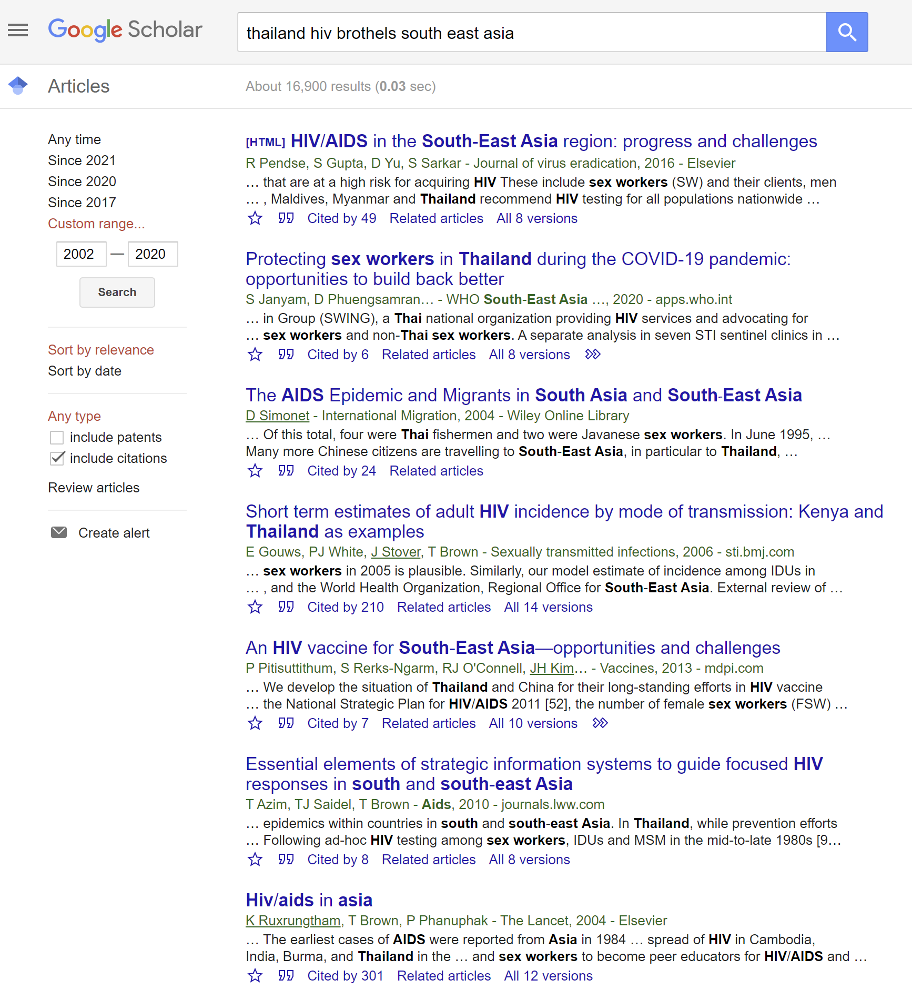 Google Scholar
thailand hiv brothels south east asia
Articles
About 16,900 results (0.03 sec)
Any time
Since 2021
Since 2020
Since 2017
Custom range...
2002 — 2020
Search
Sort by relevance
Sort by date
Any type
include patents
include citations
Review articles
Create alert
[HTML] HIV/AIDS in the South-East Asia region: progress and challenges
R Pendse, S Gupta, D Yu, S Sarkar - Journal of virus eradication, 2016 - Elsevier
… that are at a high risk for acquiring HIV These include sex workers (SW) and their clients, men
… , Maldives, Myanmar and Thailand recommend HIV testing for all populations nationwide …
Cited by 49 Related articles All 8 versions
Protecting sex workers in Thailand during the COVID-19 pandemic:
opportunities to build back better
S Janyam, D Phuengsamran… - WHO South-East Asia …, 2020 - apps.who.int
… in Group (SWING), a Thai national organization providing HIV services and advocating for
… sex workers and non-Thai sex workers. A separate analysis in seven STI sentinel clinics in …
Cited by 6 Related articles All 8 versions
The AIDS Epidemic and Migrants in South Asia and South-East Asia
D Simonet - International Migration, 2004 - Wiley Online Library
… Of this total, four were Thai fishermen and two were Javanese sex workers. In June 1995, …
Many more Chinese citizens are travelling to South-East Asia, in particular to Thailand, …
Cited by 24 Related articles
Short term estimates of adult HIV incidence by mode of transmission: Kenya and
Thailand as examples
E Gouws, PJ White, J Stover, T Brown - Sexually transmitted infections, 2006 - sti.bmj.com
… sex workers in 2005 is plausible. Similarly, our model estimate of incidence among IDUs in
… , and the World Health Organization, Regional Office for South-East Asia. External review of …
Cited by 210 Related articles All 14 versions
An HIV vaccine for South-East Asia—opportunities and challenges
P Pitisuttithum, S Rerks-Ngarm, RJ O'Connell, JH Kim… - Vaccines, 2013 - mdpi.com
… We develop the situation of Thailand and China for their long-standing efforts in HIV vaccine
… the National Strategic Plan for HIV/AIDS 2011 [52], the number of female sex workers (FSW) …
Cited by 7 Related articles All 10 versions
Essential elements of strategic information systems to guide focused HIV
responses in south and south-east Asia
T Azim, TJ Saidel, T Brown - Aids, 2010 - journals.lww.com
… epidemics within countries in south and south-east Asia. In Thailand, while prevention efforts
… Following ad-hoc HIV testing among sex workers, IDUs and MSM in the mid-to-late 1980s [9…
Cited by 8 Related articles All 8 versions
Hiv/aids in asia
K Ruxrungtham, T Brown, P Phanuphak - The Lancet, 2004 - Elsevier
… The earliest cases of AIDS were reported from Asia in 1984 … spread of HIV in Cambodia,
India, Burma, and Thailand in the … and sex workers to become peer educators for HIV/AIDS and …
Cited by 301 Related articles All 12 versions